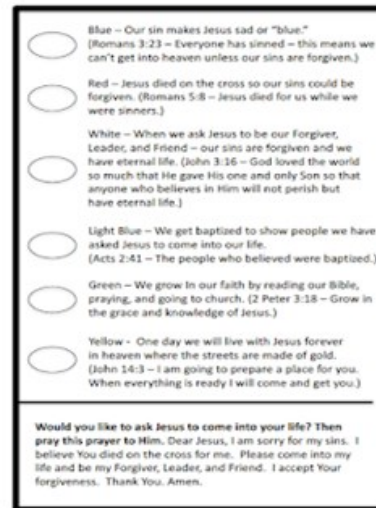 Blue – Our sin makes Jesus sad or "blue."
(Romans 3:23 – Everyone has sinned – this means we
can't get into heaven unless our sins are forgiven.)
Red – Jesus died on the cross so our sins could be
forgiven. (Romans 5:8 – Jesus died for us while we
were sinners.)
White – When we ask Jesus to be our Forgiver,
Leader, and Friend – our sins are forgiven and we
have eternal life. (John 3:16 – God loved the world
so much that He gave His one and only Son so that
anyone who believes in Him will not perish but
have eternal life.)
Light Blue – We get baptized to show people we have
asked Jesus to come into our life.
(Acts 2:41 – The people who believed were baptized.)
Green – We grow In our faith by reading our Bible,
praying, and going to church. (2 Peter 3:18 – Grow in
the grace and knowledge of Jesus.)
Yellow - One day we will live with Jesus forever
in heaven where the streets are made of gold.
(John 14:3 – I am going to prepare a place for you.
When everything is ready I will come and get you.)
Would you like to ask Jesus to come into your life? Then
pray this prayer to Him. Dear Jesus, I am sorry for my sins. I
believe You died on the cross for me. Please come into my
life and be my Forgiver, Leader, and Friend. I accept Your
forgiveness. Thank You. Amen.